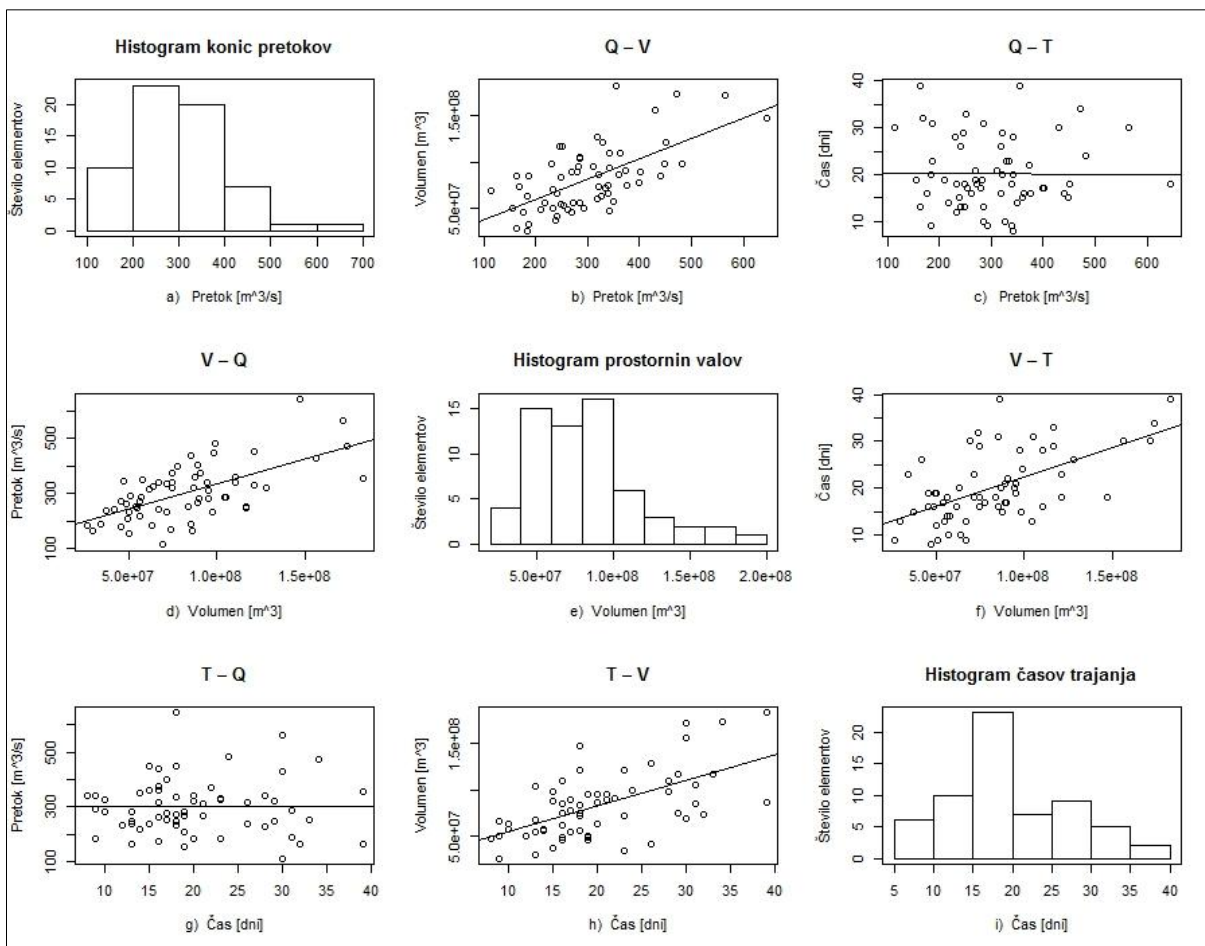 Histogram konic pretokov
Število elementov
0 5 10 20
100 200 300 400 500 600 700
a) Pretok [m^3/s]
Q – V
Volumen [m^3]
5.0e+07 1.5e+08
100 200 300 400 500 600
b) Pretok [m^3/s]
Q – T
Čas [dni]
10 20 30 40
100 200 300 400 500 600
c) Pretok [m^3/s]
V – Q
Pretok [m^3/s]
100 300 500
5.0e+07 1.0e+08 1.5e+08
d) Volumen [m^3]
Histogram prostornin valov
Število elementov
0 5 10 15
5.0e+07 1.0e+08 1.5e+08 2.0e+08
e) Volumen [m^3]
V – T
Čas [dni]
10 20 30 40
5.0e+07 1.0e+08 1.5e+08
f) Volumen [m^3]
T – Q
Pretok [m^3/s]
100 300 500
10 15 20 25 30 35 40
g) Čas [dni]
T – V
Volumen [m^3]
5.0e+07 1.5e+08
10 15 20 25 30 35 40
h) Čas [dni]
Histogram časov trajanja
Število elementov
0 5 10 20
5 10 15 20 25 30 35 40
i) Čas [dni]